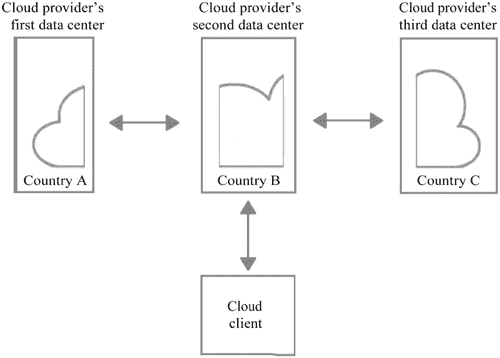 Cloud provider's
first data center
Cloud provider's
second data center
Cloud provider's
third data center
Country A
Country B
Country C
Cloud
client